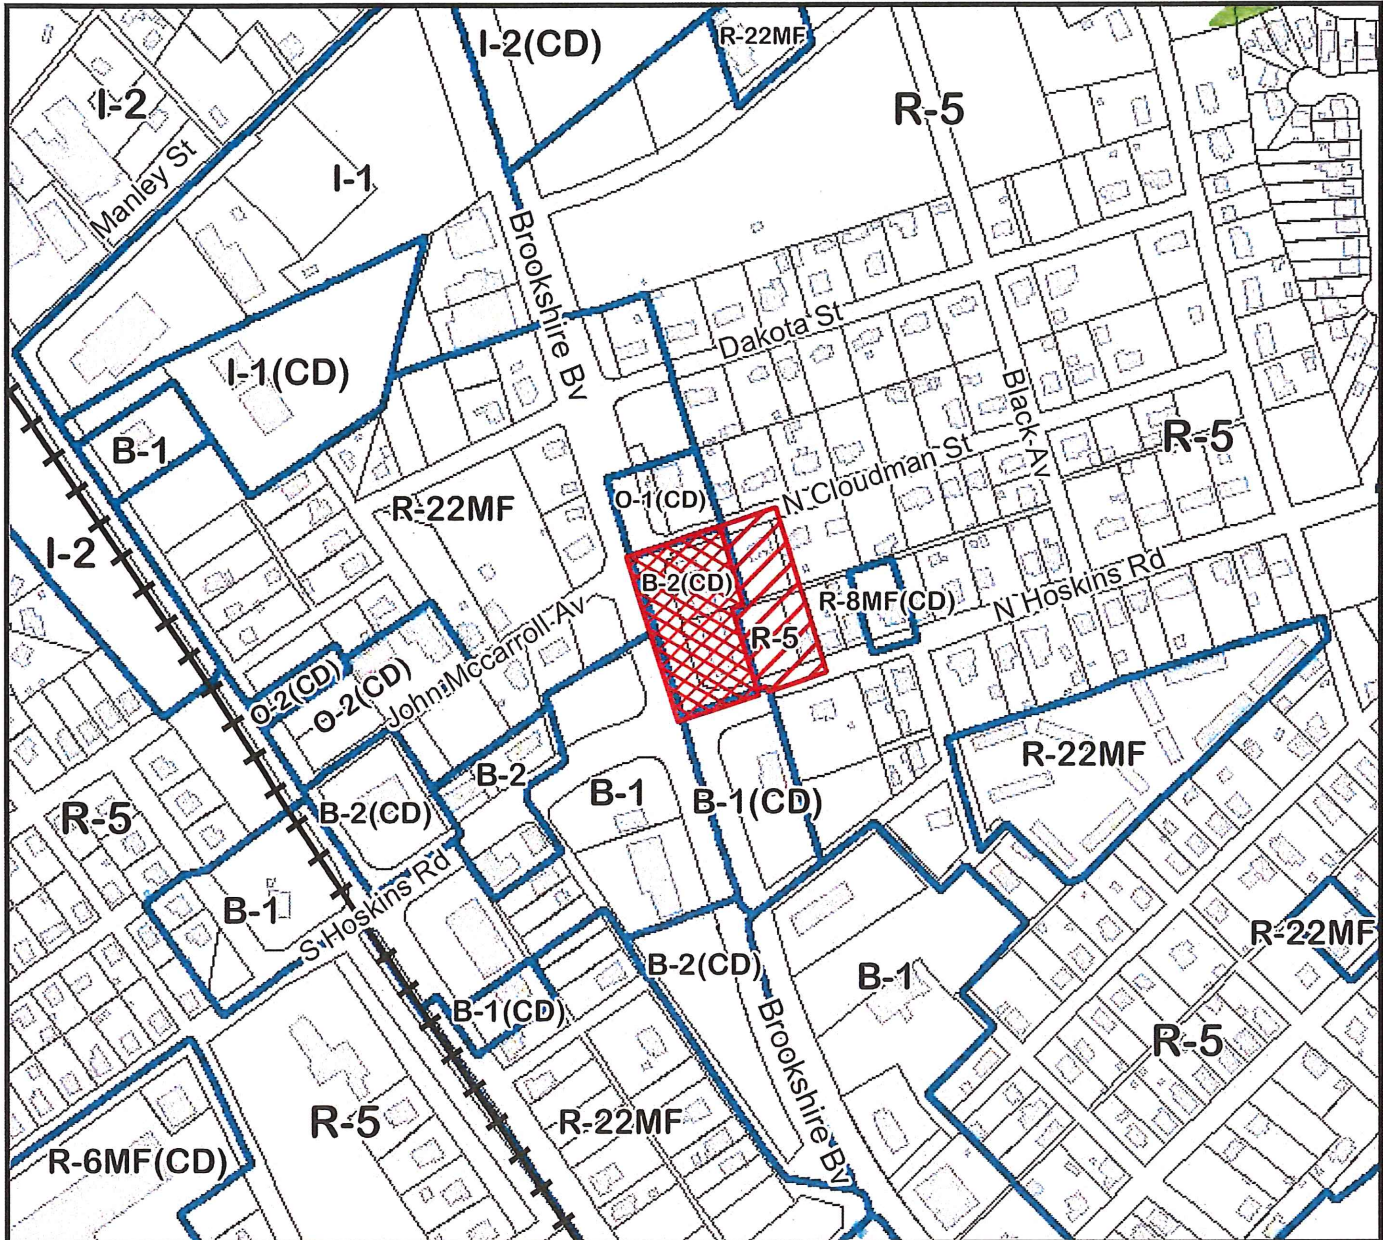 I-2(CD)
R-22MF
I-2
R-5
Manley St
I-1
Brookshire Bv
Dakota St
I-1(CD)
Black Av
B-1
R-5
N Cloudman St
R-22MF
O-1(CD)
I-2
B-2(CD)
R-8MF(CD)
N Hoskins Rd
R-5
John Mccarroll Av
O-2(CD)
O-2(CD)
R-22MF
B-2
B-1
B-1(CD)
R-5
B-2(CD)
S Hoskins Rd
B-1
R-22MF
B-2(CD)
B-1
B-1(CD)
Brookshire Bv
R-5
R-5
R-22MF
R-6MF(CD)